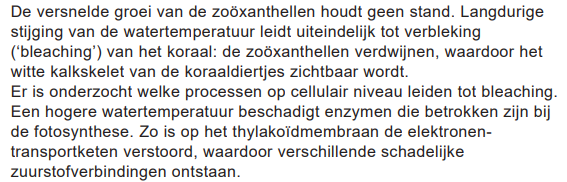 De versnelde groei van de zoöxanthellen houdt geen stand. Langdurige
stijging van de watertemperatuur leidt uiteindelijk tot verbleking
(‘bleaching’) van het koraal: de zoöxanthellen verdwijnen, waardoor het
witte kalkskelet van de koraaldiertjes zichtbaar wordt.
Er is onderzocht welke processen op cellulair niveau leiden tot bleaching.
Een hogere watertemperatuur beschadigt enzymen die betrokken zijn bij
de fotosynthese. Zo is op het thylakoïdmembraan de elektronen-
transportketen verstoord, waardoor verschillende schadelijke
zuurstofverbindingen ontstaan.